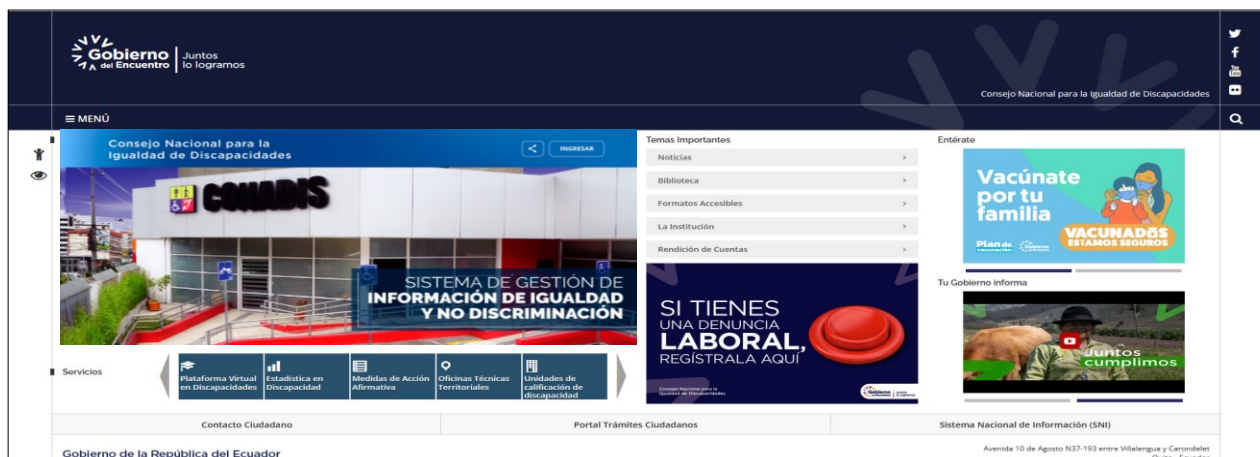 Gobierno
del Encuentro
Juntos
lo logramos
Consejo Nacional para la Igualdad de Discapacidades
MENÚ
Consejo Nacional para la
Igualdad de Discapacidades
INGRESAR
CONADIS
SISTEMA DE GESTIÓN DE
INFORMACIÓN DE IGUALDAD
Y NO DISCRIMINACIÓN
Servicios
Plataforma Virtual
en Discapacidades
Estadística en
Discapacidad
Medidas de Acción
Afirmativa
Oficinas Técnicas
Territoriales
Unidades de
calificación de
discapacidad
Temas Importantes
Noticias
Biblioteca
Formatos Accesibles
La Institución
Rendición de Cuentas
SI TIENES
UNA DENUNCIA
LABORAL,
REGÍSTRALA AQUÍ
Consejo Nacional para la
Igualdad de Discapacidades
Entérate
Vacúnate
por tu
familia
VACUNADOS
ESTAMOS SEGUROS
Plan de
vacunación
Tu Gobierno informa
Juntos
cumplimos
Contacto Ciudadano
Portal Trámites Ciudadanos
Sistema Nacional de Información (SNI)
Gobierno de la República del Ecuador
Avenida 10 de Agosto N37-193 entre Villalengua y Carondelet